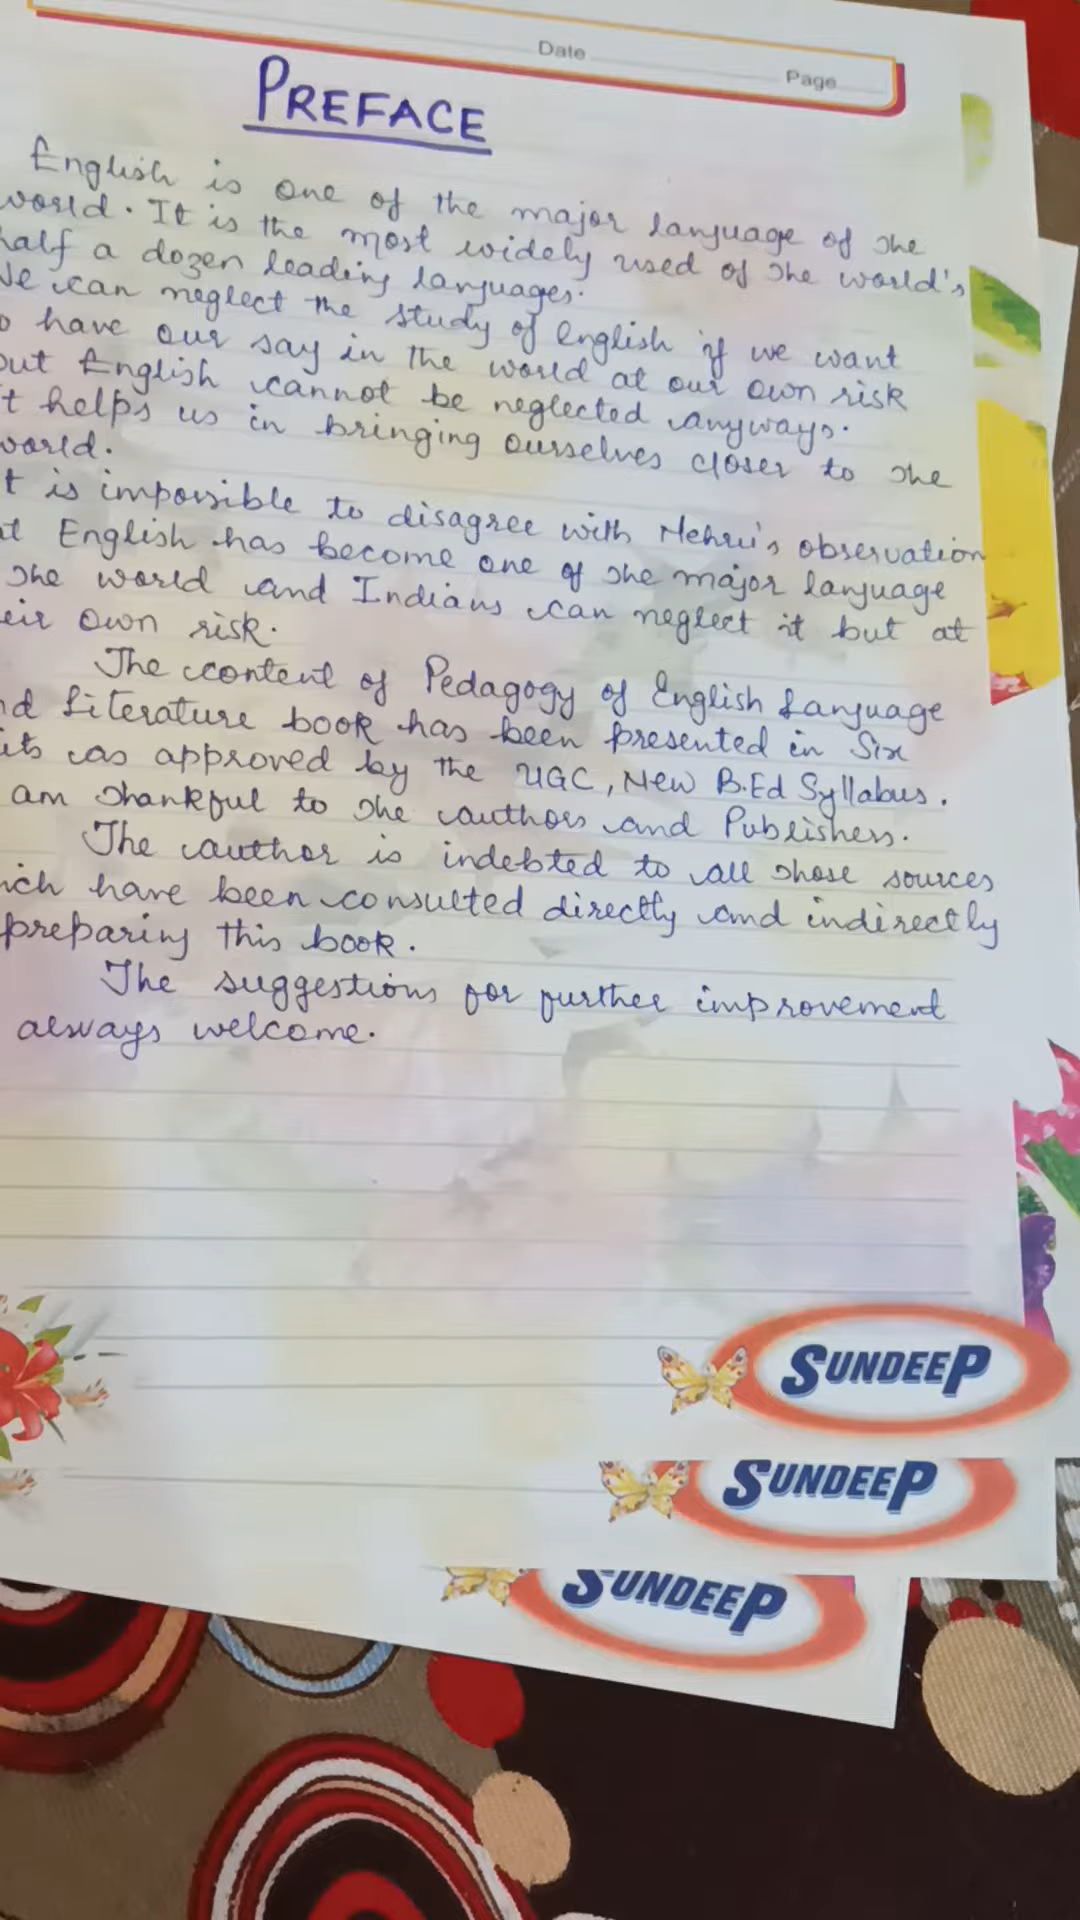 Date
Page
PREFACE
English is one of the major language of the
world. It is the most widely used of the world's
half a dozen leading languages.
We can neglect the study of English if we want
have our say in the world at our own risk
but English cannot be neglected anyways.
It helps us in bringing ourselves closer to the
world.
It is impossible to disagree with Nehru's observation
English has become one of the major language
the world and Indians can neglect it but at
their own risk.
The content of Pedagogy of English Language
and Literature book has been presented in Six
as approved by the UGC, New B.Ed Syllabus.
am thankful to the authors and Publishers.
The author is indebted to all those sources
which have been consulted directly and indirectly
preparing this book.
The suggestions for further improvement
always welcome.
SUNDEEP
SUNDEEP
SUNDEEP